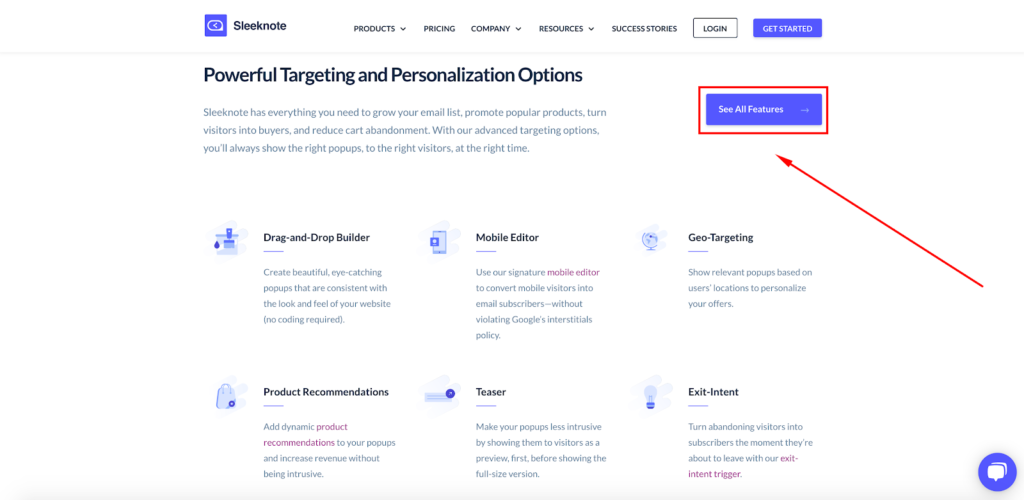 Sleeknote
PRODUCTS PRICING COMPANY RESOURCES SUCCESS STORIES LOGIN GET STARTED
Powerful Targeting and Personalization Options
Sleeknote has everything you need to grow your email list, promote popular products, turn
visitors into buyers, and reduce cart abandonment. With our advanced targeting options,
you'll always show the right popups, to the right visitors, at the right time.
See All Features →
Drag-and-Drop Builder
Create beautiful, eye-catching
popups that are consistent with
the look and feel of your website
(no coding required).
Mobile Editor
Use our signature mobile editor
to convert mobile visitors into
email subscribers—without
violating Google's interstitials
policy.
Geo-Targeting
Show relevant popups based on
users' locations to personalize
your offers.
Product Recommendations
Add dynamic product
recommendations to your popups
and increase revenue without
being intrusive.
Teaser
Make your popups less intrusive
by showing them to visitors as a
preview, first, before showing the
full-size version.
Exit-Intent
Turn abandoning visitors into
subscribers the moment they're
about to leave with our exit-
intent trigger.